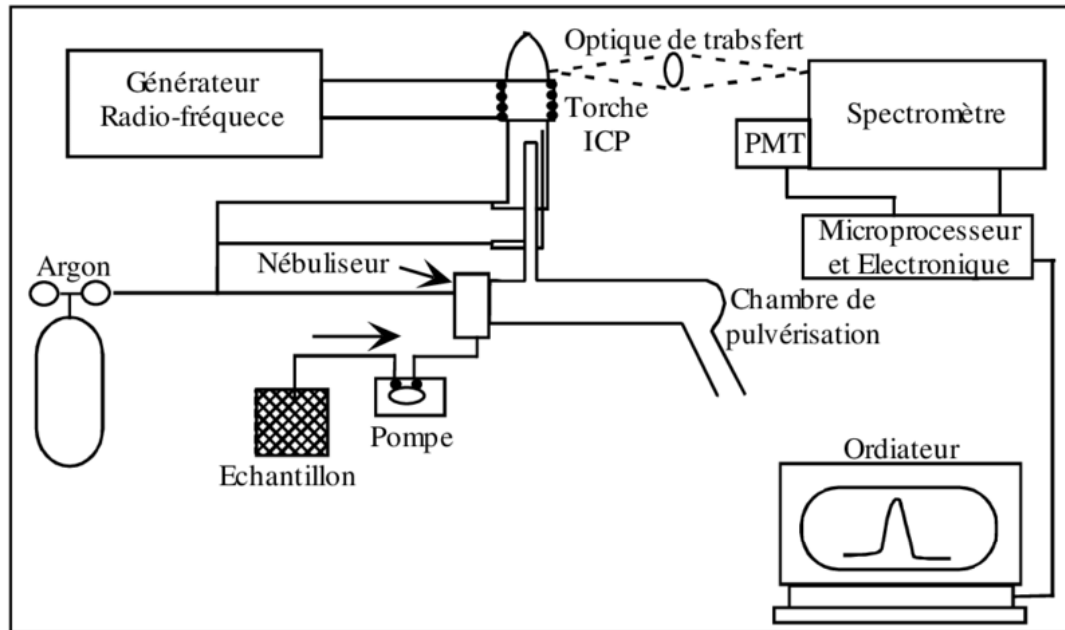 Générateur
Radio-fréquece
Optique de trabsfert
Torche
ICP
Spectromètre
PMT
Microprocesseur
et Electronique
Argon
Nébuliseur
Chambre de
pulvérisation
Pompe
Echantillon
Ordiateur